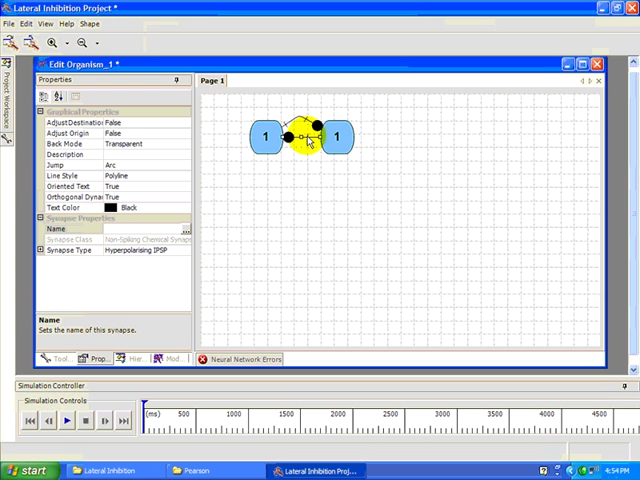 Lateral Inhibition Project *
File Edit View Help Shape
Project Workspace
Edit Organism_1 *
Properties
Page 1
Graphical Properties
AdjustDestination False
Adjust Origin False
Back Mode Transparent
Description
Jump Arc
Line Style Polyline
Oriented Text True
Orthogonal Dyna True
Text Color Black
Synapse Properties
Name
Synapse Class Non-Spiking Chemical Synaps
Synapse Type Hyperpolarising IPSP
1 1
Name
Sets the name of this synapse.
Tool... Prop... Hier... Mod...
Neural Network Errors
Simulation Controller
Simulation Controls
(ms) 500 1000 1500 2000 2500 3000 3500 4000 4500
start Lateral Inhibition Pearson Lateral Inhibition Proj... 4:54 PM